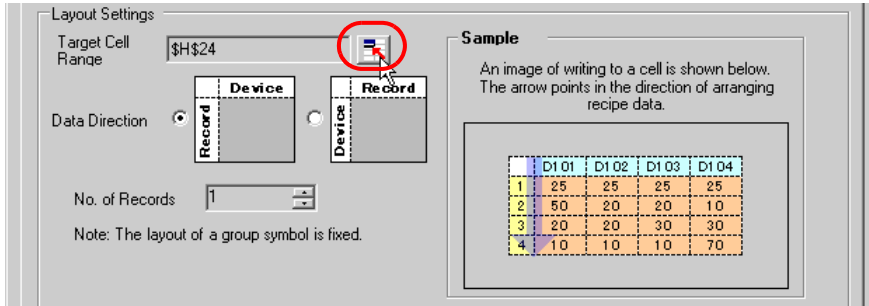 Layout Settings
Target Cell
Range
$H$24
Data Direction
Device
Record
Record
Device
No. of Records
1
Note: The layout of a group symbol is fixed.
Sample
An image of writing to a cell is shown below.
The arrow points in the direction of arranging
recipe data.
D101 D102 D103 D104
1 25 25 25 25
2 50 20 20 10
3 20 20 30 30
4 10 10 10 70